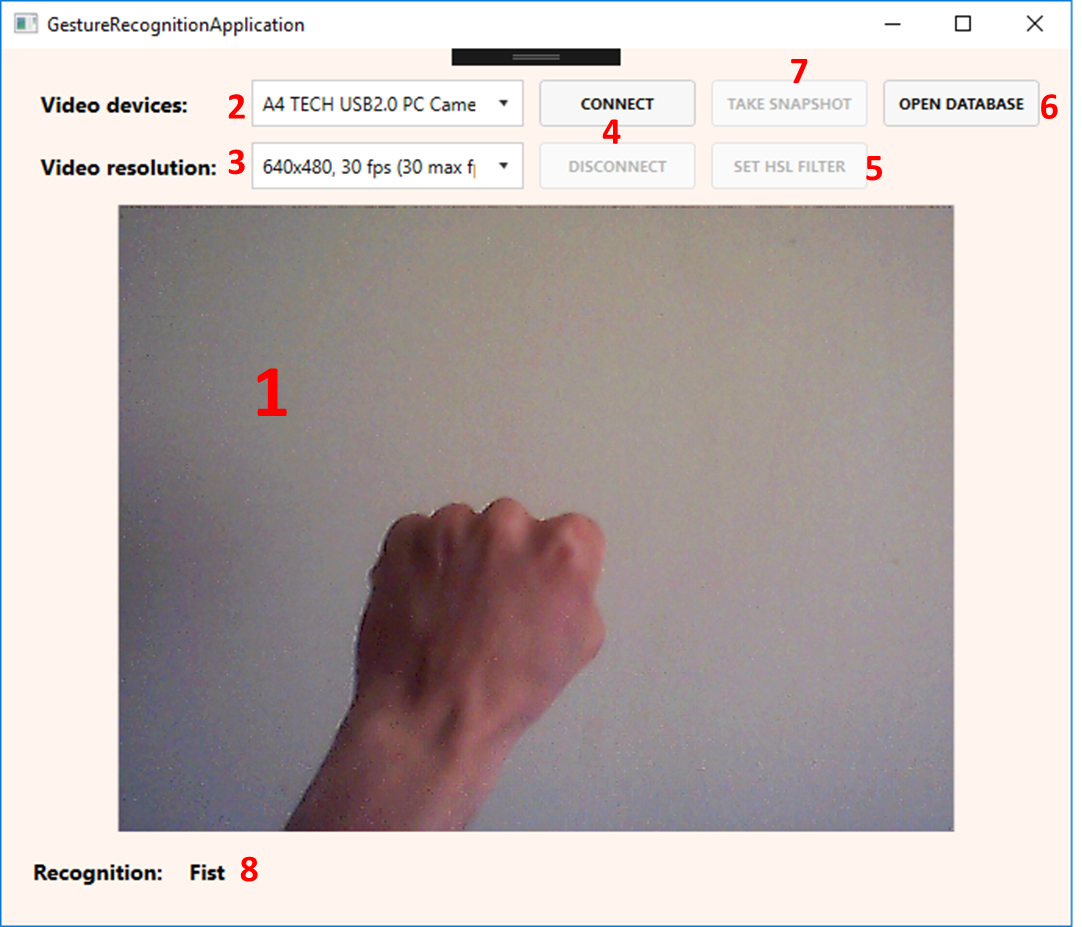 GestureRecognitionApplication
7
Video devices: 2 A4 TECH USB2.0 PC Came CONNECT TAKE SNAPSHOT OPEN DATABASE 6
4
Video resolution: 3 640x480, 30 fps (30 max f DISCONNECT SET HSL FILTER 5
1
Recognition: Fist 8